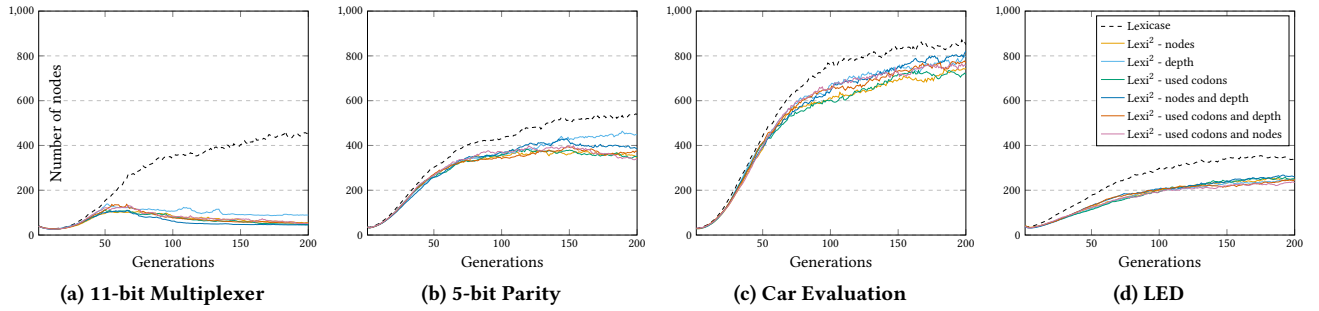 1,000
800
600
400
200
0
Number of nodes
50
100
150
200
Generations
(a) 11-bit Multiplexer
1,000
800
600
400
200
0
50
100
150
200
Generations
(b) 5-bit Parity
1,000
800
600
400
200
0
50
100
150
200
Generations
(c) Car Evaluation
1,000
800
600
400
200
0
50
100
150
200
Generations
(d) LED
Lexicase
Lexi² - nodes
Lexi² - depth
Lexi² - used codons
Lexi² - nodes and depth
Lexi² - used codons and depth
Lexi² - used codons and nodes